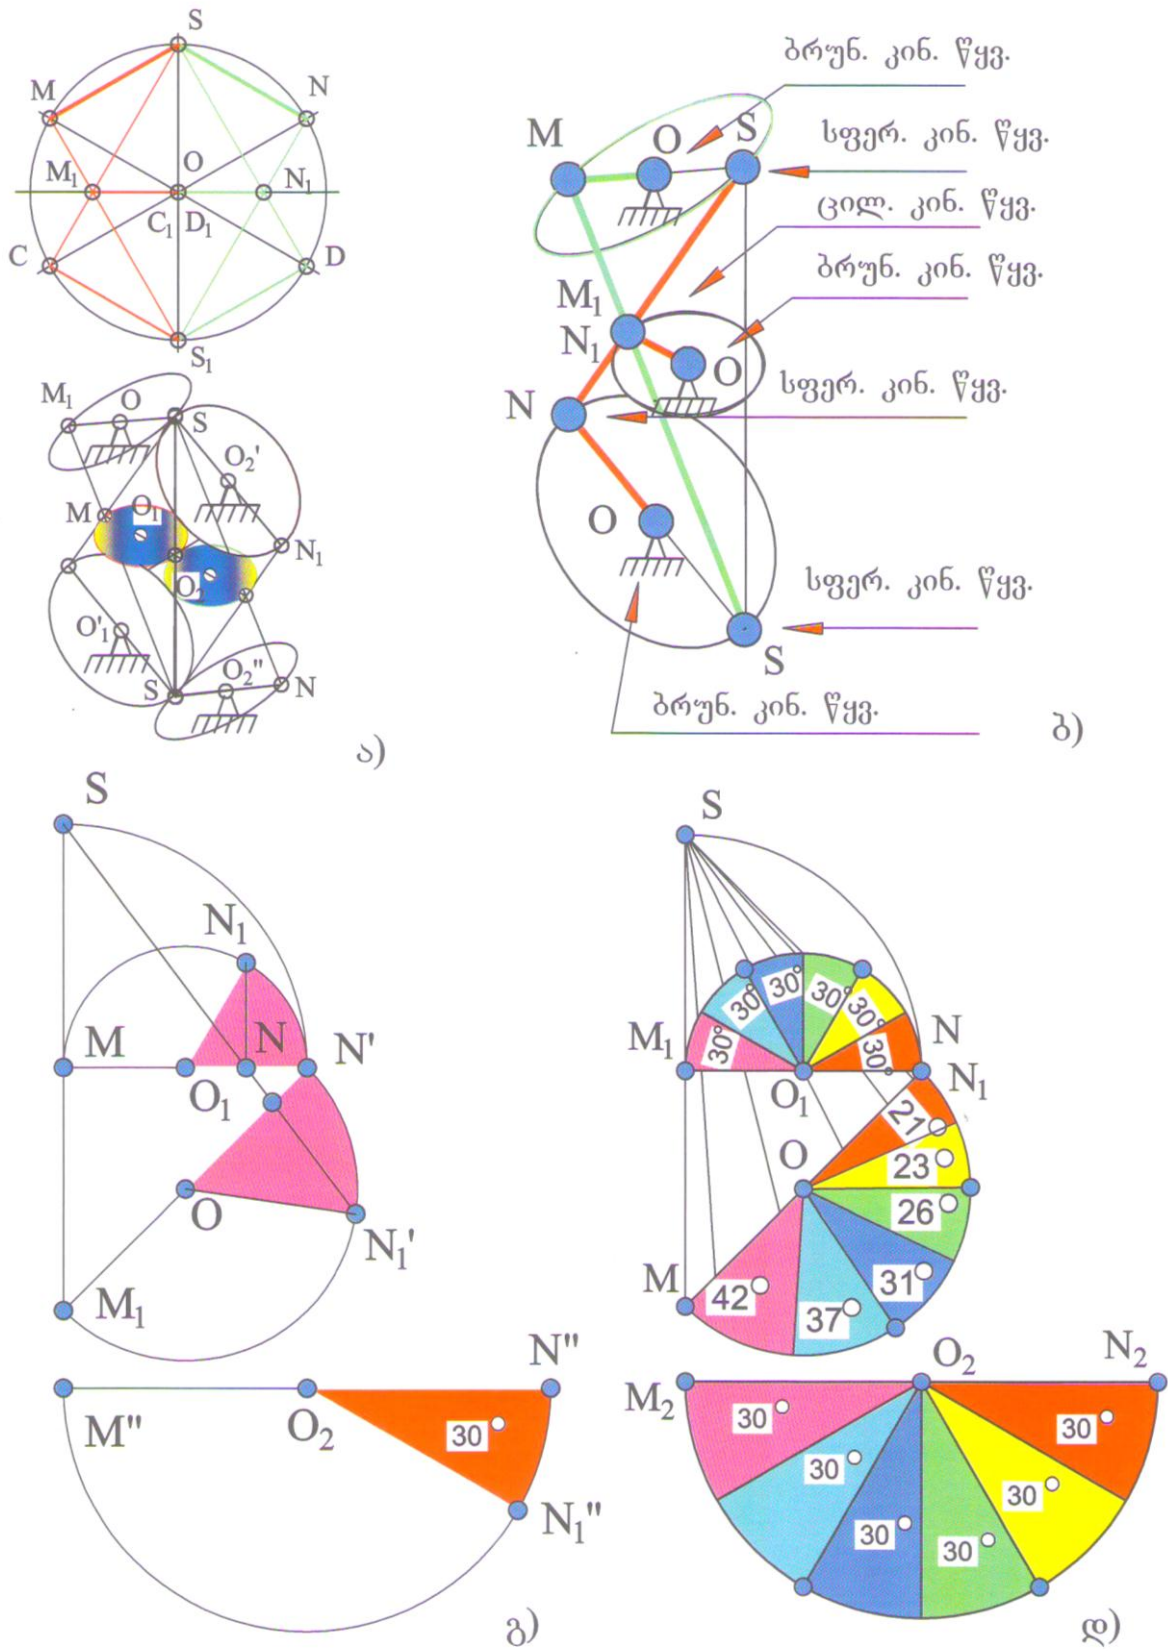 S
M
N
M₁
O
N₁
C₁ D₁
C
D
S₁
M₁
O
S
O₂'
M
O₁
N₁
O₂
O'₁
S
O₂"
N
ა)
ბრუნ. კინ. წყვ.
M
O
S
სფერ. კინ. წყვ.
ცილ. კინ. წყვ.
ბრუნ. კინ. წყვ.
M₁
N₁
O
სფერ. კინ. წყვ.
N
O
სფერ. კინ. წყვ.
S
ბრუნ. კინ. წყვ.
ბ)
S
N₁
M
N
N'
O₁
O
N₁'
M₁
N"
M"
O₂
30°
N₁"
გ)
S
30°
30°
30°
30°
30°
30°
M₁
N
O₁
N₁
21°
O
23°
26°
31°
M
42°
37°
O₂
N₂
M₂
30°
30°
30°
30°
30°
30°
დ)